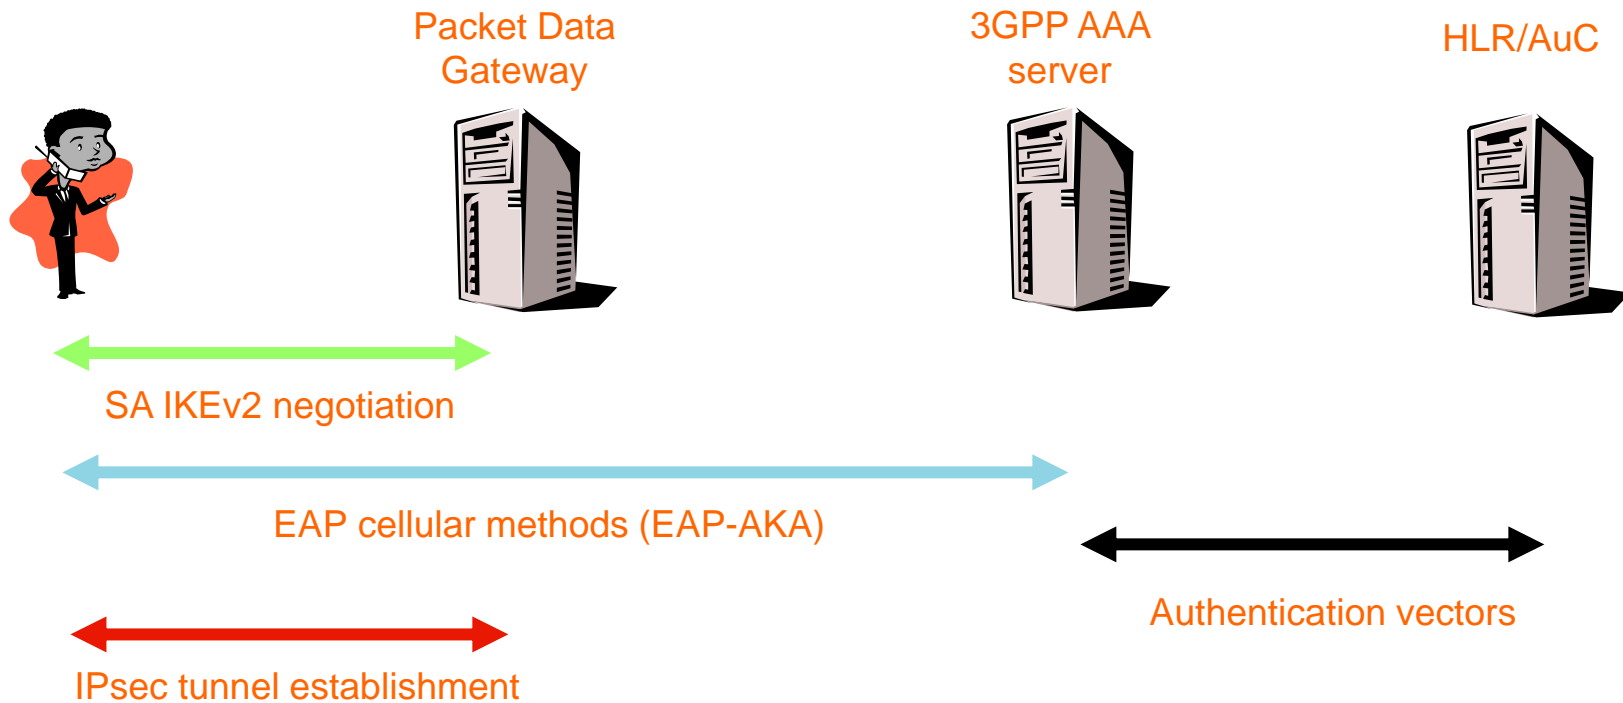 Packet Data
Gateway
3GPP AAA
server
HLR/AuC
SA IKEv2 negotiation
EAP cellular methods (EAP-AKA)
Authentication vectors
IPsec tunnel establishment